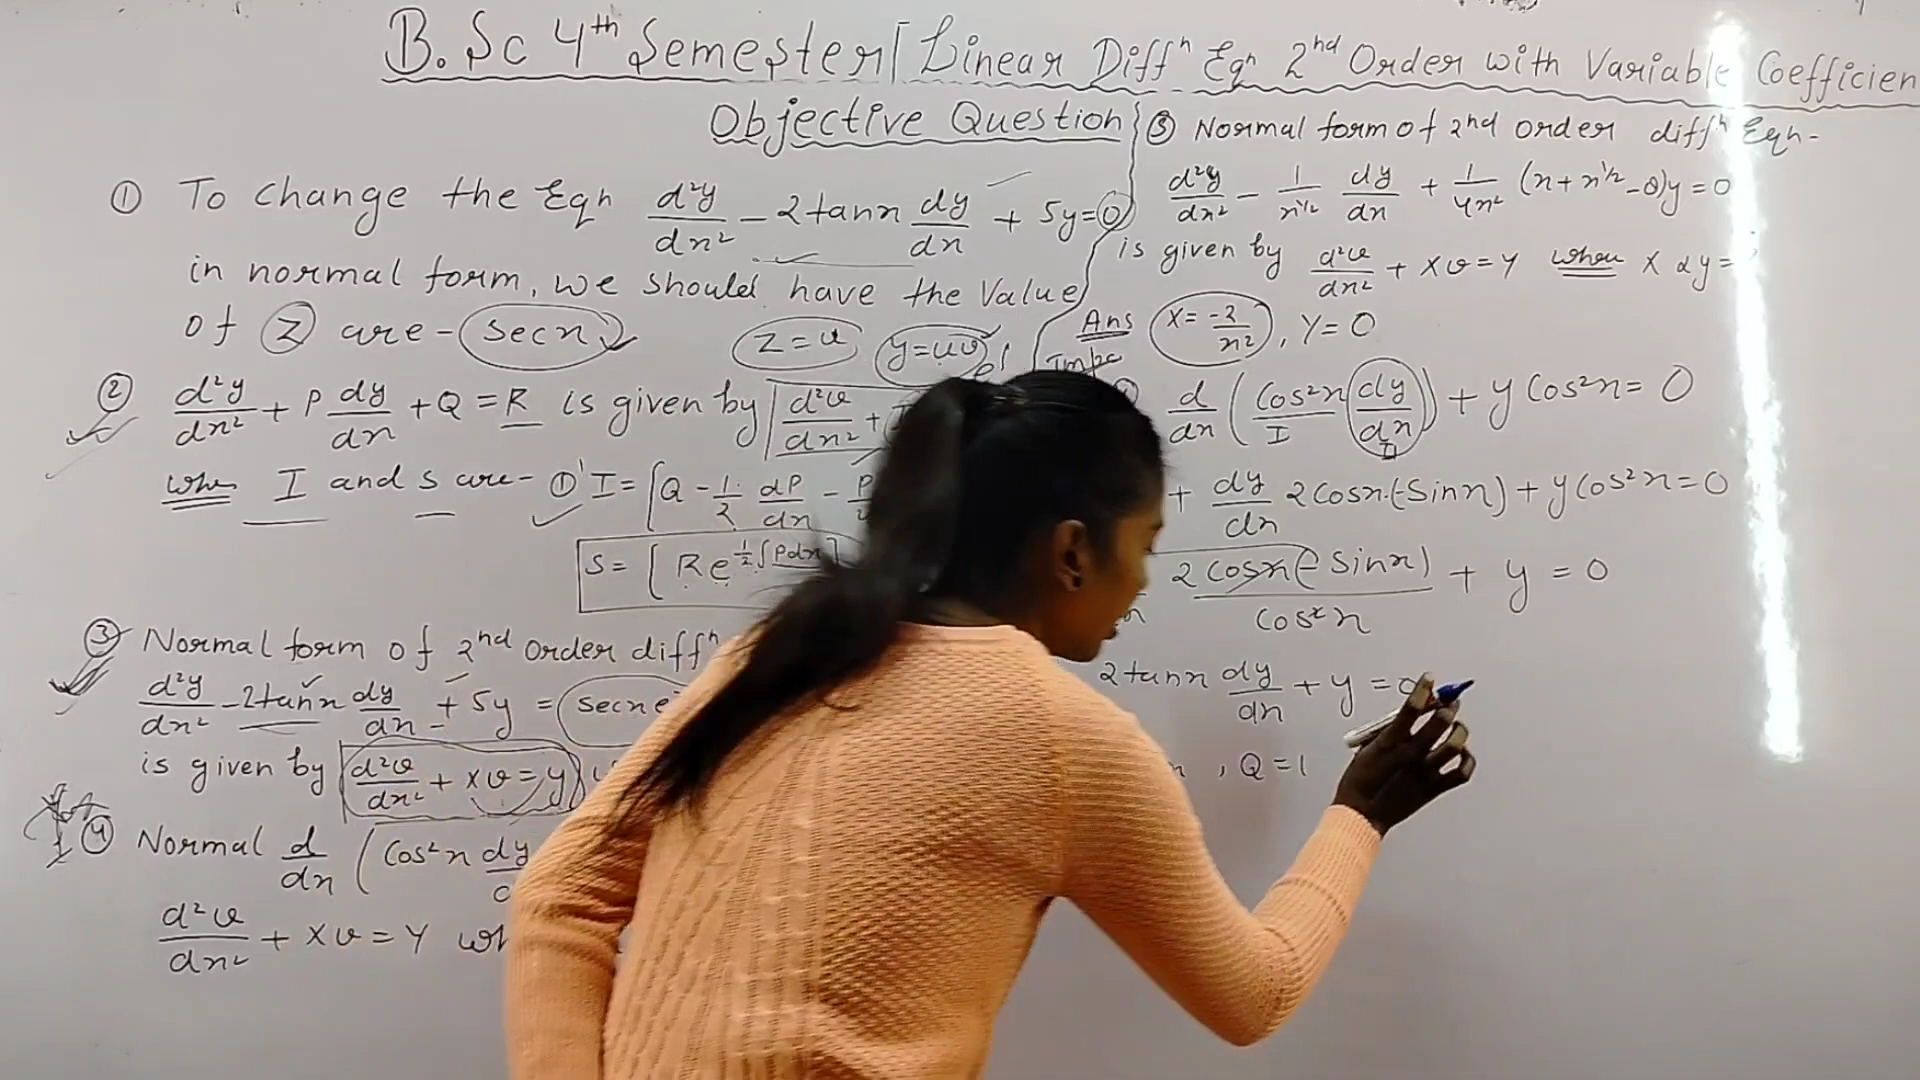 B.Sc 4th Semester | Linear Diffn Eqn 2nd Order with Variable Coefficien
Objective Question
① To change the Eqn d²y/dx² - 2tanx dy/dx + 5y=0
in normal form, we should have the Value
of z are - secx
z=u y=uv
② d²y/dx² + P dy/dx + Q = R is given by d²v/dx² +
when I and S are- ① I = [Q - 1/2 dP/dx -
S = [R e^{1/2 ∫Pdx}]
③ Normal form of 2nd order diffn
d²y/dx² - 2tanx dy/dx + 5y = secx e
is given by d²v/dx² + Xv = y
④ Normal d/dx (cos²x dy
d²v/dx² + Xv = Y
③ Normal form of 2nd order diffn Eqn-
d²y/dx² - 1/x^{1/2} dy/dx + 1/4x² (x + x^{1/2} - 8)y = 0
is given by d²v/dx² + Xv = Y when X & y =
Ans X = -2/x², Y = 0
d/dx (cos²x dy/dx) + y cos²x = 0
I II
+ dy/dx 2cosx.(-sinx) + y cos²x = 0
2cosx(-sinx)/cos²x + y = 0
2tanx dy/dx + y = 0
, Q = 1